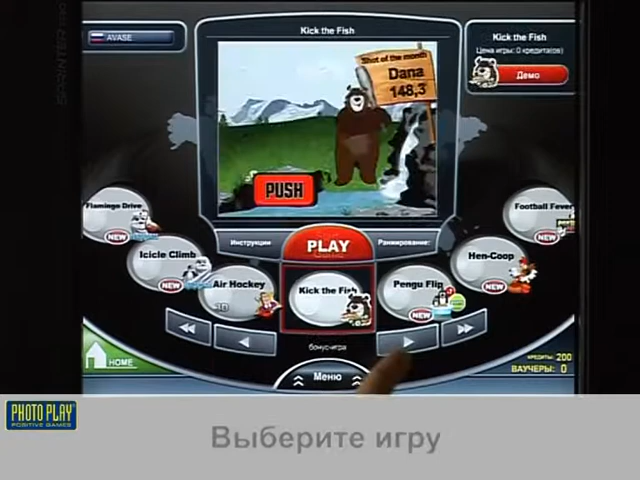 AVASE
Kick the Fish
Kick the Fish
Цена игры: 0 кредита(ов)
Демо
Shot of the month
Dana
148,3
PUSH
Flamingo Drive
NEW
Football Fever
NEW
Инструкции
PLAY
Ранжирование:
Icicle Climb
NEW
Air Hockey
3D
Kick the Fish
Pengu Flip
NEW
Hen-Coop
NEW
бонус-игра
HOME
Меню
КРЕДИТЫ: 200
ВАУЧЕРЫ: 0
PHOTO PLAY
POSITIVE GAMES
Выберите игру